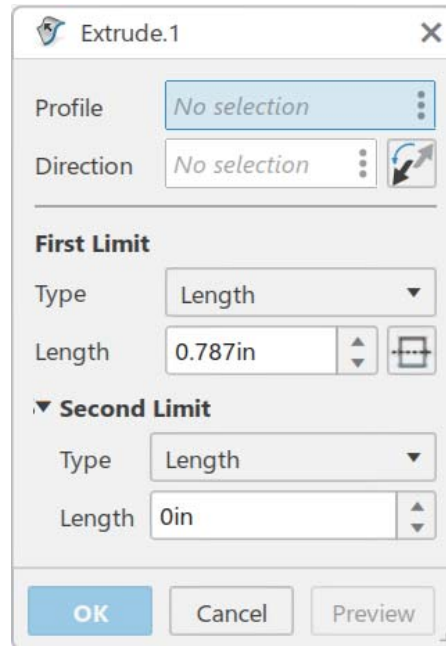 Extrude.1
Profile No selection
Direction No selection
First Limit
Type Length
Length 0.787in
Second Limit
Type Length
Length 0in
OK Cancel Preview